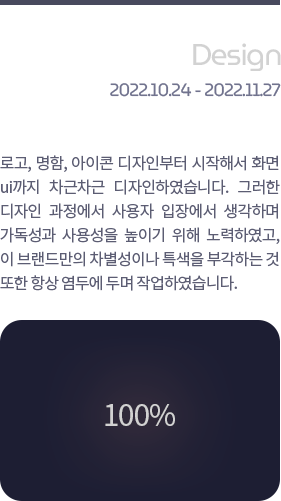 Design
2022.10.24 - 2022.11.27
로고, 명함, 아이콘 디자인부터 시작해서 화면
ui까지 차근차근 디자인하였습니다. 그러한
디자인 과정에서 사용자 입장에서 생각하며
가독성과 사용성을 높이기 위해 노력하였고,
이 브랜드만의 차별성이나 특색을 부각하는 것
또한 항상 염두에 두며 작업하였습니다.
100%